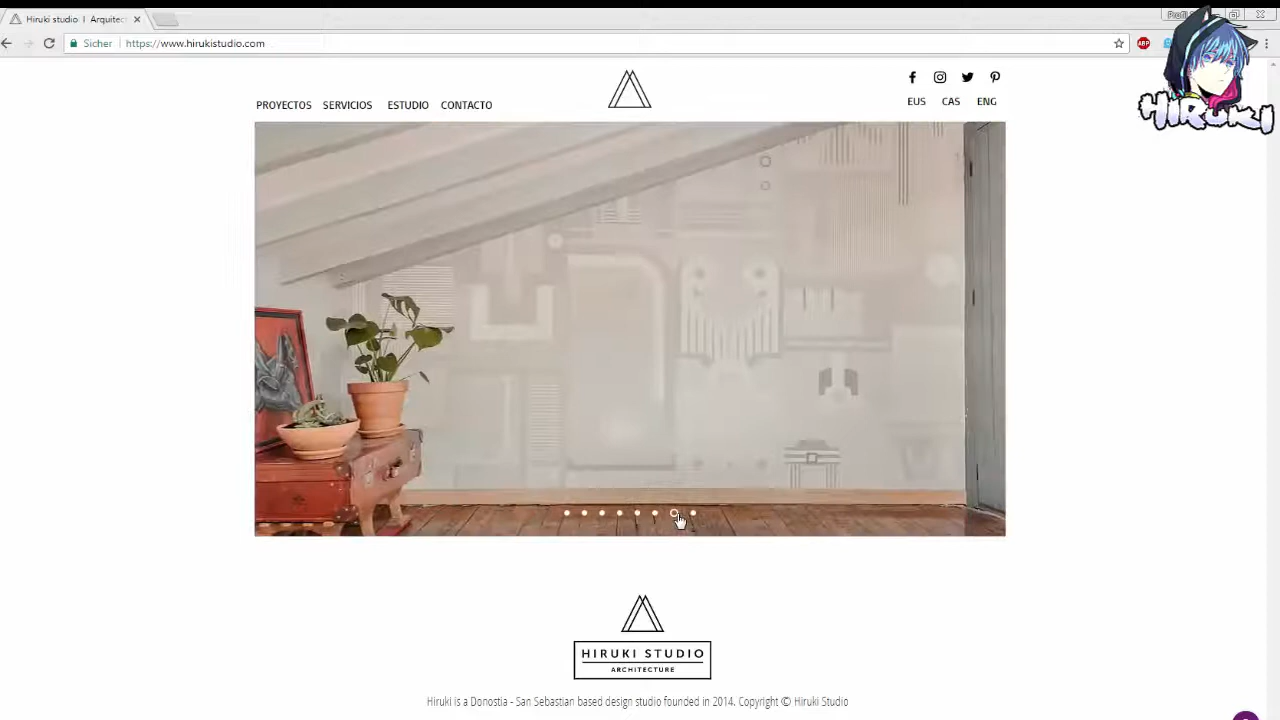 Hiruki studio I Arquitec
Sicher
https://www.hirukistudio.com
ABP
HIRUKI
PROYECTOS SERVICIOS ESTUDIO CONTACTO
EUS CAS ENG
HIRUKI STUDIO
ARCHITECTURE
Hiruki is a Donostia - San Sebastian based design studio founded in 2014. Copyright © Hiruki Studio